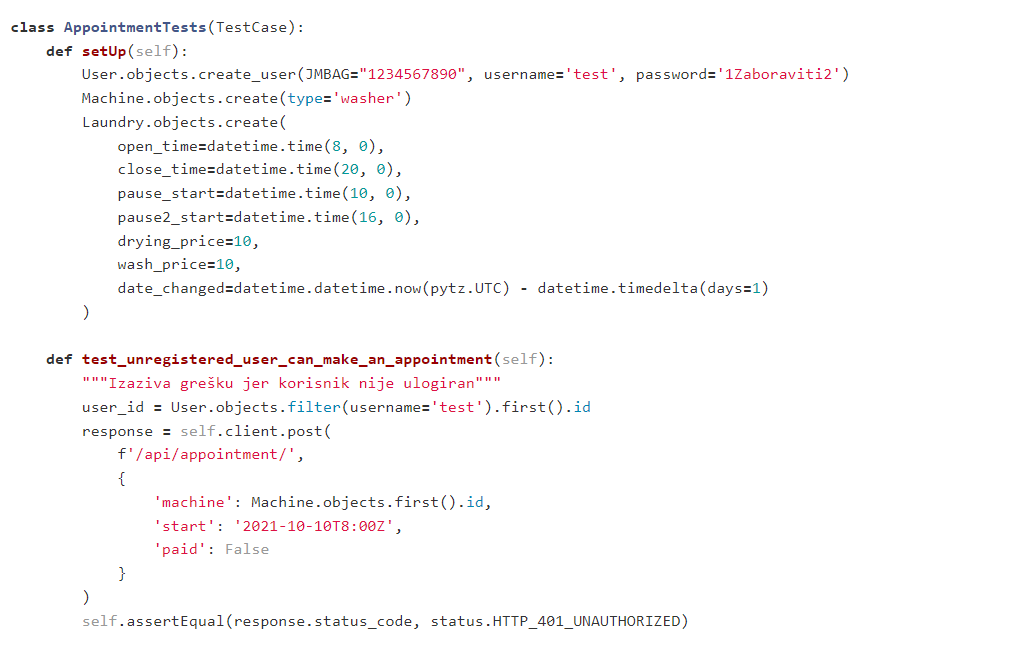 class AppointmentTests(TestCase):
    def setUp(self):
        User.objects.create_user(JMBAG="1234567890", username='test', password='1Zaboraviti2')
        Machine.objects.create(type='washer')
        Laundry.objects.create(
            open_time=datetime.time(8, 0),
            close_time=datetime.time(20, 0),
            pause_start=datetime.time(10, 0),
            pause2_start=datetime.time(16, 0),
            drying_price=10,
            wash_price=10,
            date_changed=datetime.datetime.now(pytz.UTC) - datetime.timedelta(days=1)
        )

    def test_unregistered_user_can_make_an_appointment(self):
        """Izaziva grešku jer korisnik nije ulogiran"""
        user_id = User.objects.filter(username='test').first().id
        response = self.client.post(
            f'/api/appointment/',
            {
                'machine': Machine.objects.first().id,
                'start': '2021-10-10T8:00Z',
                'paid': False
            }
        )
        self.assertEqual(response.status_code, status.HTTP_401_UNAUTHORIZED)